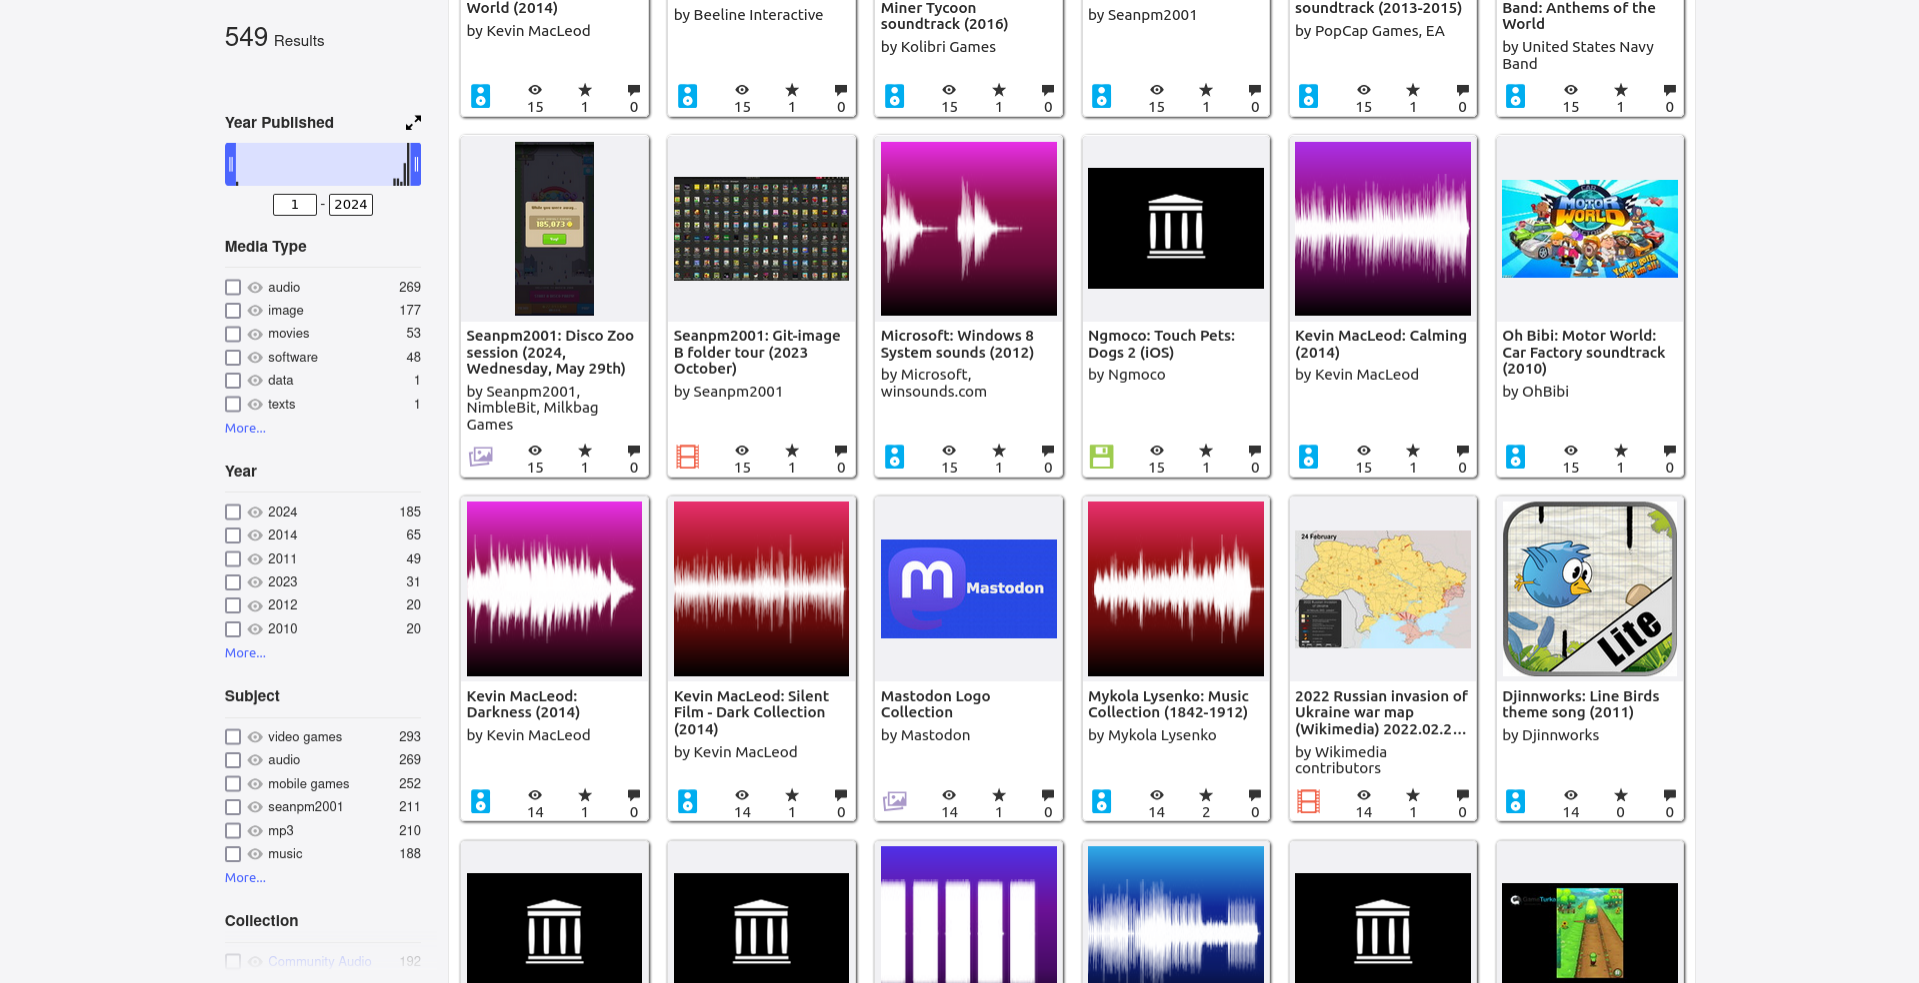 549 Results
Year Published
1 - 2024
Media Type
audio 269
image 177
movies 53
software 48
data 1
texts 1
More...
Year
2024 185
2014 65
2011 49
2023 31
2012 20
2010 20
More...
Subject
video games 293
audio 269
mobile games 252
seanpm2001 211
mp3 210
music 188
More...
Collection
Community Audio 192
World (2014)
by Kevin MacLeod
15 1 0
by Beeline Interactive
15 1 0
Miner Tycoon
soundtrack (2016)
by Kolibri Games
15 1 0
by Seanpm2001
15 1 0
soundtrack (2013-2015)
by PopCap Games, EA
15 1 0
Band: Anthems of the
World
by United States Navy
Band
15 1 0
While you were away...
185,073
Seanpm2001: Disco Zoo
session (2024,
Wednesday, May 29th)
by Seanpm2001,
NimbleBit, Milkbag
Games
15 1 0
Seanpm2001: Git-image
B folder tour (2023
October)
by Seanpm2001
15 1 0
Microsoft: Windows 8
System sounds (2012)
by Microsoft,
winsounds.com
15 1 0
Ngmoco: Touch Pets:
Dogs 2 (iOS)
by Ngmoco
15 1 0
Kevin MacLeod: Calming
(2014)
by Kevin MacLeod
15 1 0
CAR
MOTOR
WORLD
You've gotta
Oh Bibi: Motor World:
Car Factory soundtrack
(2010)
by OhBibi
15 1 0
Kevin MacLeod:
Darkness (2014)
by Kevin MacLeod
14 1 0
Kevin MacLeod: Silent
Film - Dark Collection
(2014)
by Kevin MacLeod
14 1 0
Mastodon
Mastodon Logo
Collection
by Mastodon
14 1 0
Mykola Lysenko: Music
Collection (1842-1912)
by Mykola Lysenko
14 2 0
24 February
2022 Russian invasion of
Ukraine war map
(Wikimedia) 2022.02.2...
by Wikimedia
contributors
14 1 0
Lite
Djinnworks: Line Birds
theme song (2011)
by Djinnworks
14 0 0